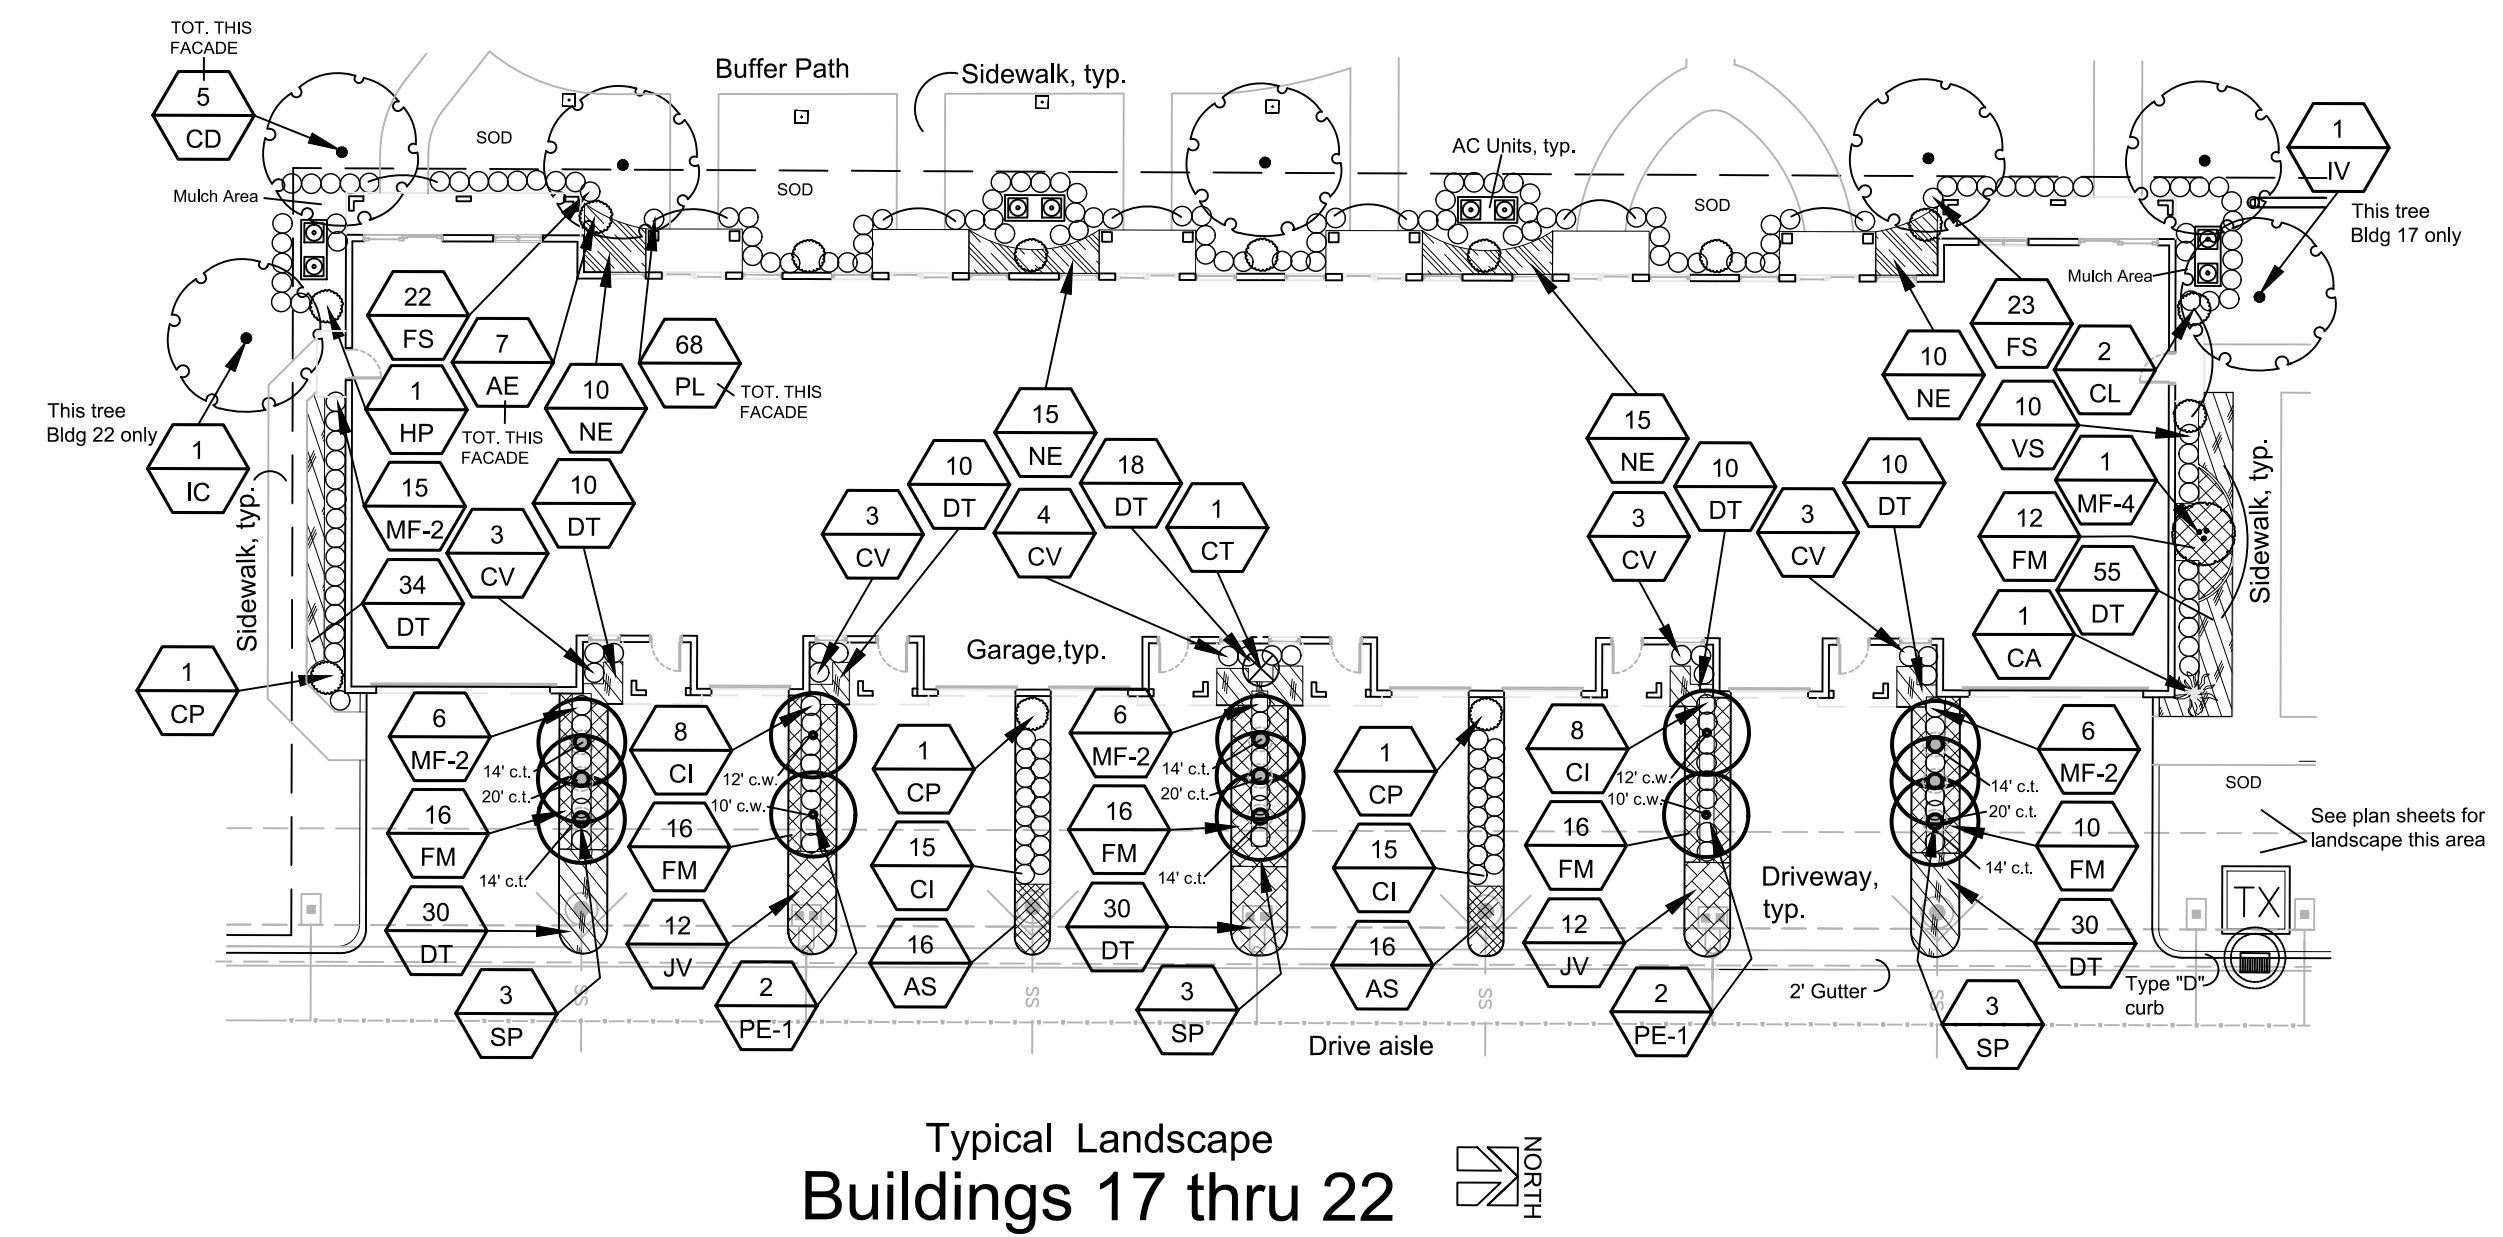 TOT. THIS
FACADE
5
CD
Buffer Path
Sidewalk, typ.
SOD
Mulch Area
SOD
AC Units, typ.
SOD
1
IV
This tree
Bldg 17 only
Mulch Area
22
FS
7
AE
TOT. THIS
FACADE
10
NE
68
PL
TOT. THIS
FACADE
1
HP
This tree
Bldg 22 only
1
IC
15
MF-2
34
DT
Sidewalk, typ.
3
CV
10
DT
1
CP
3
CV
10
DT
15
NE
4
CV
18
DT
1
CT
15
NE
3
CV
10
DT
3
CV
10
DT
10
NE
23
FS
2
CL
10
VS
1
MF-4
12
FM
55
DT
1
CA
Sidewalk, typ.
Garage,typ.
6
MF-2
14' c.t.
20' c.t.
16
FM
14' c.t.
30
DT
3
SP
8
CI
12' c.w.
10' c.w.
16
FM
12
JV
2
PE-1
1
CP
15
CI
16
AS
6
MF-2
14' c.t.
20' c.t.
16
FM
14' c.t.
30
DT
3
SP
1
CP
15
CI
16
AS
8
CI
12' c.w.
10' c.w.
16
FM
12
JV
2
PE-1
Driveway,
typ.
6
MF-2
14' c.t.
20' c.t.
10
FM
14' c.t.
30
DT
3
SP
SOD
See plan sheets for
landscape this area
TX
2' Gutter
Type "D"
curb
SS
SS
SS
SS
Drive aisle
Typical Landscape
Buildings 17 thru 22
NORTH